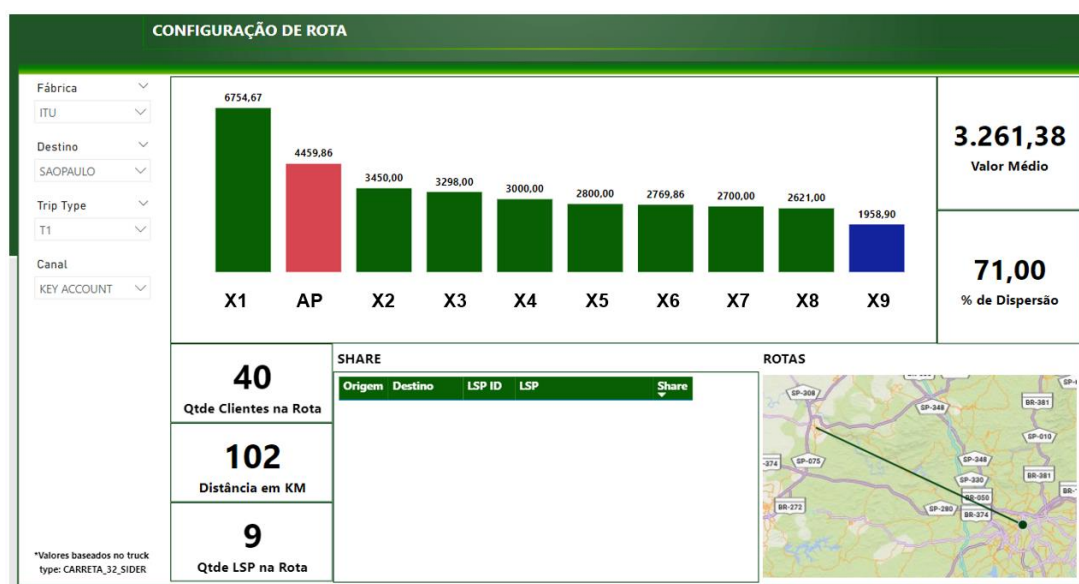 CONFIGURAÇÃO DE ROTA
Fábrica
ITU
Destino
SAOPAULO
Trip Type
T1
Canal
KEY ACCOUNT
*Valores baseados no truck
type: CARRETA_32_SIDER
6754,67
4459,86
3450,00
3298,00
3000,00
2800,00
2769,86
2700,00
2621,00
1958,90
X1 AP X2 X3 X4 X5 X6 X7 X8 X9
3.261,38
Valor Médio
71,00
% de Dispersão
40
Qtde Clientes na Rota
102
Distância em KM
9
Qtde LSP na Rota
SHARE
Origem Destino LSP ID LSP Share
ROTAS
SP-308
SP-348
BR-381
SP-010
-374
SP-075
SP-348
SP-330
BR-381
BR-050
BR-272
SP-280
BR-374